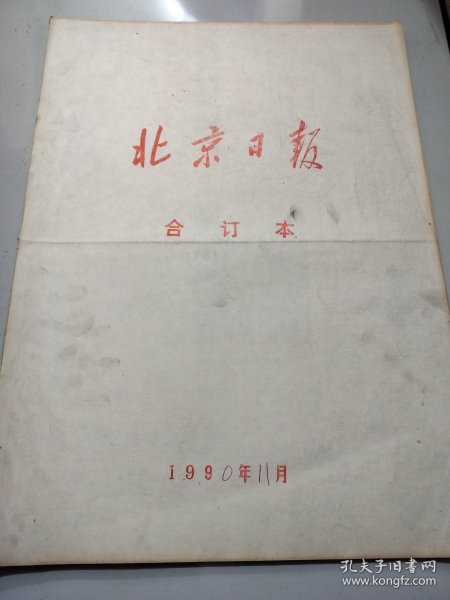 北京日报
合订本
1990年11月
孔夫子旧书网
www.kongfz.com